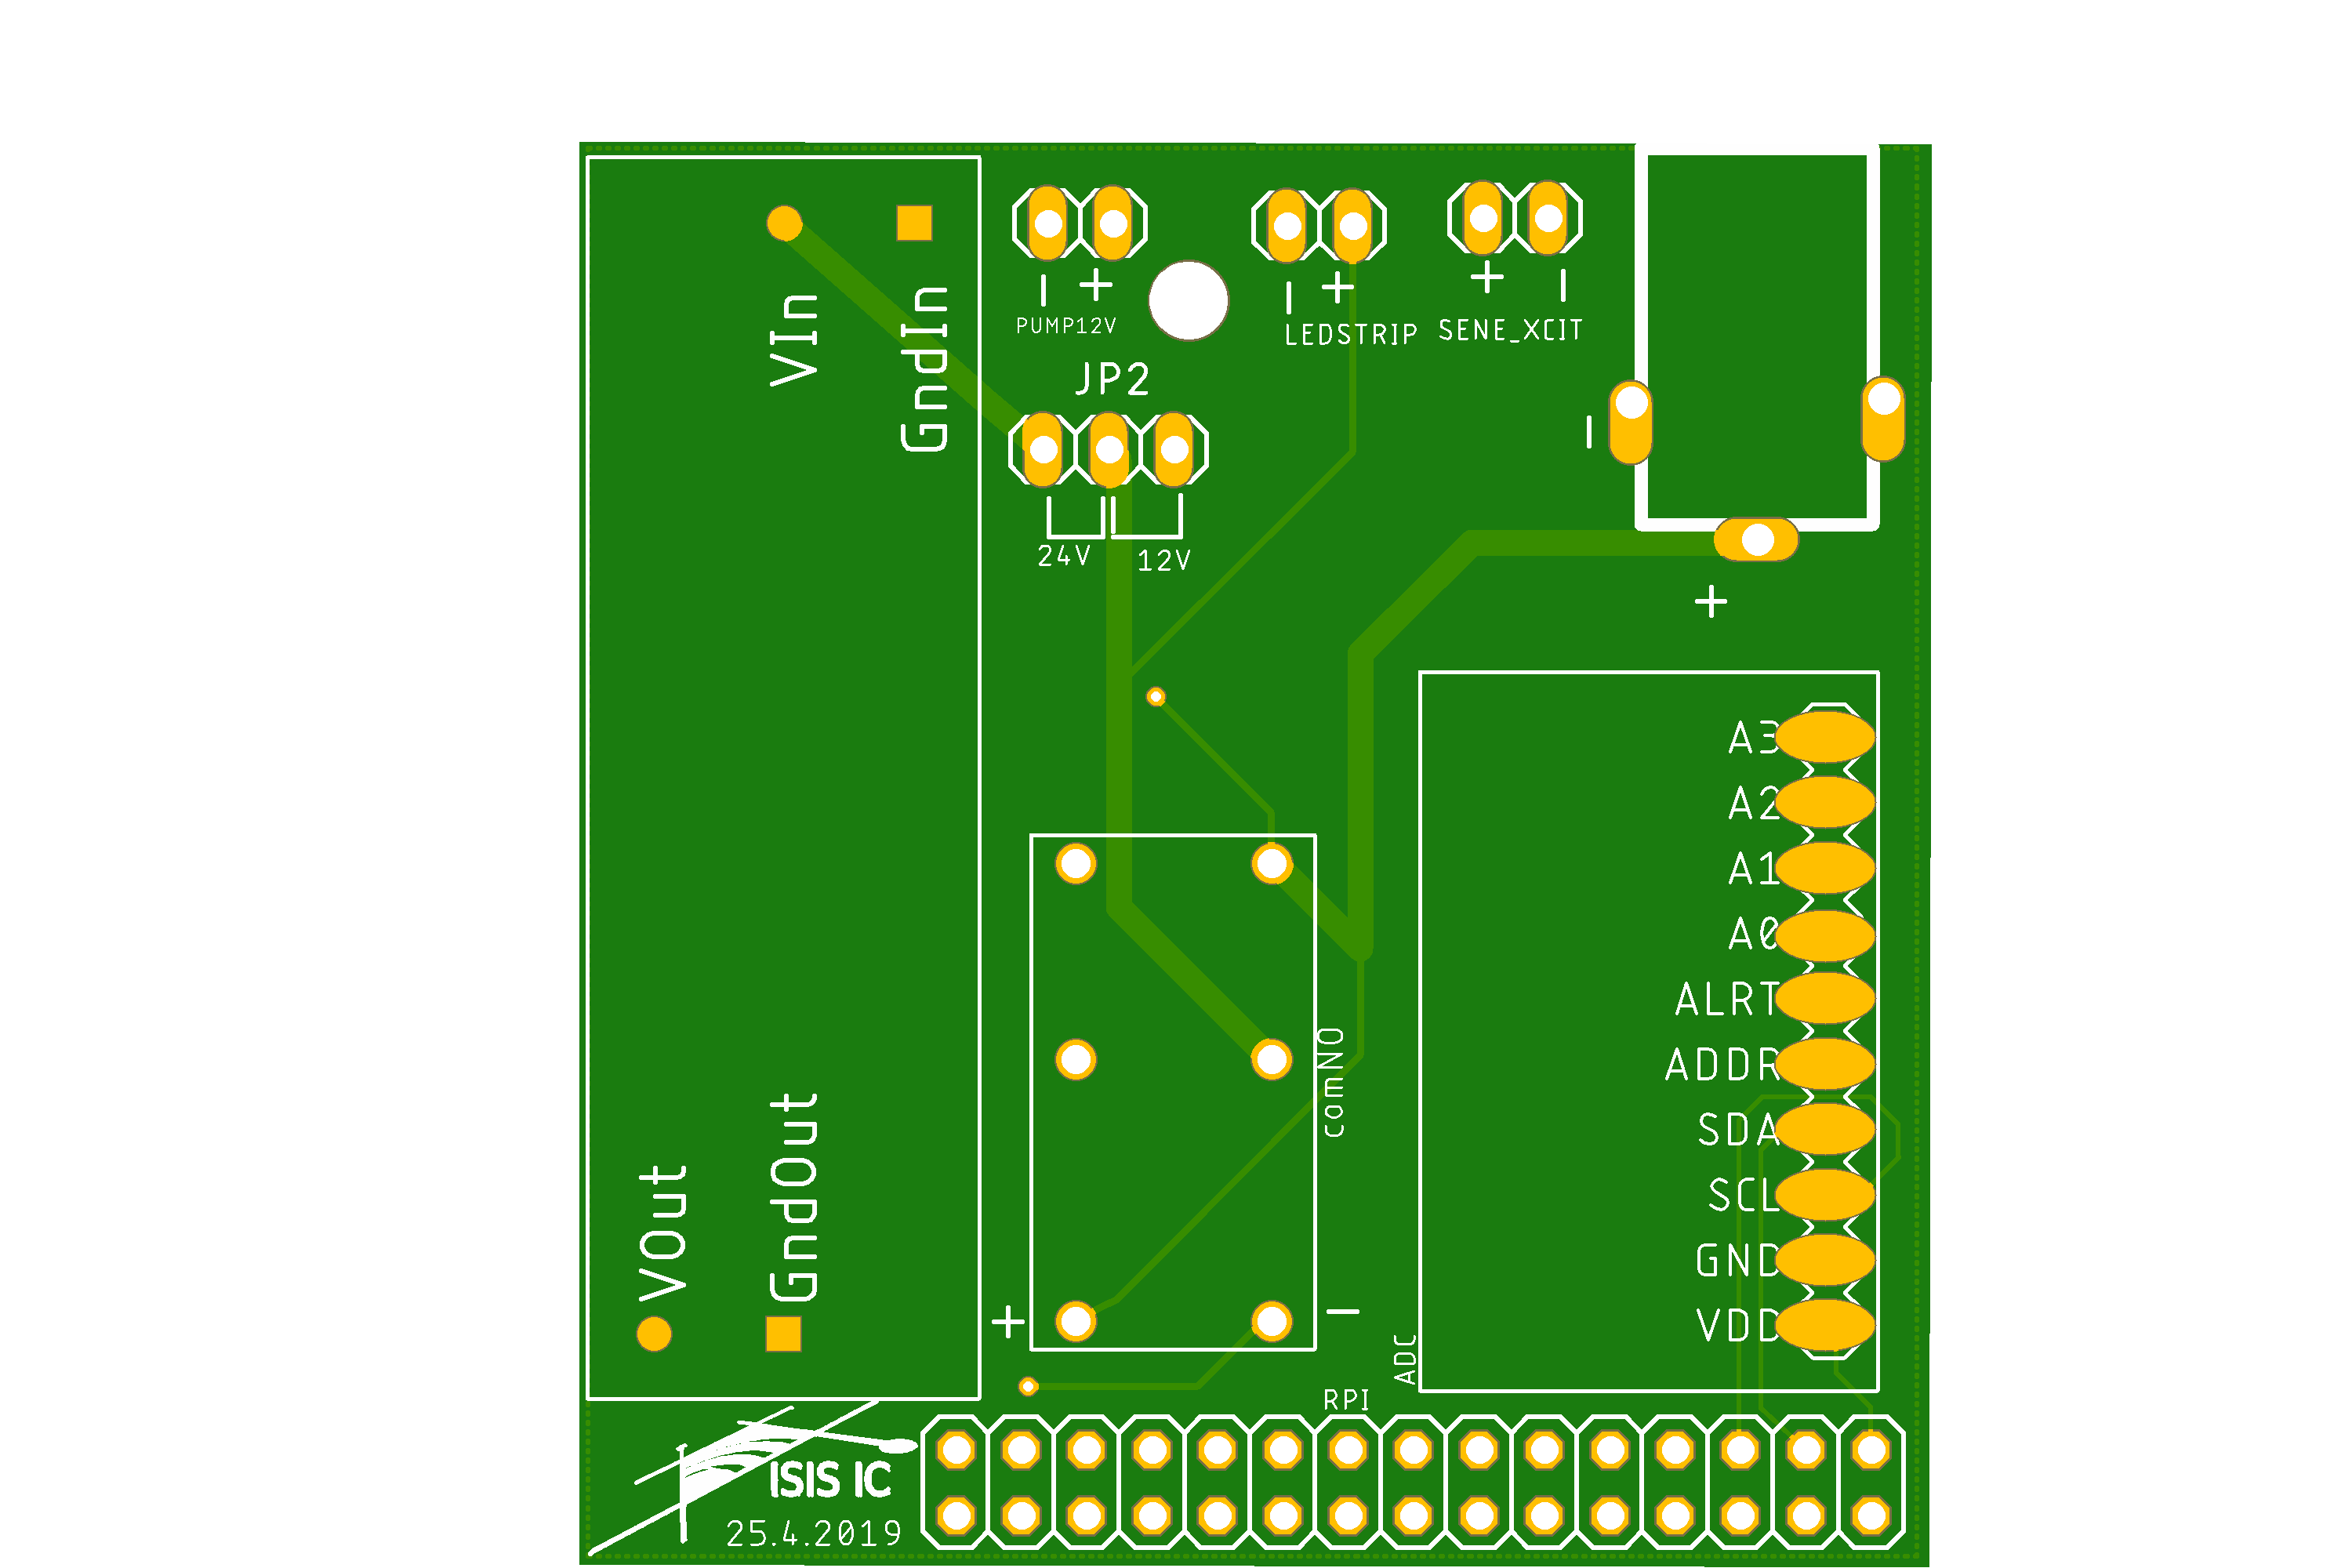 VIn
GndIn
- +
PUMP12V
- +
LEDSTRIP
+ -
SENE_XCIT
JP2
24V 12V
-
+
A3
A2
A1
A0
ALRT
ADDR
SDA
SCL
GND
VDD
ADC
comNO
+ -
VOut
GndOut
RPI
ISIS IC
25.4.2019